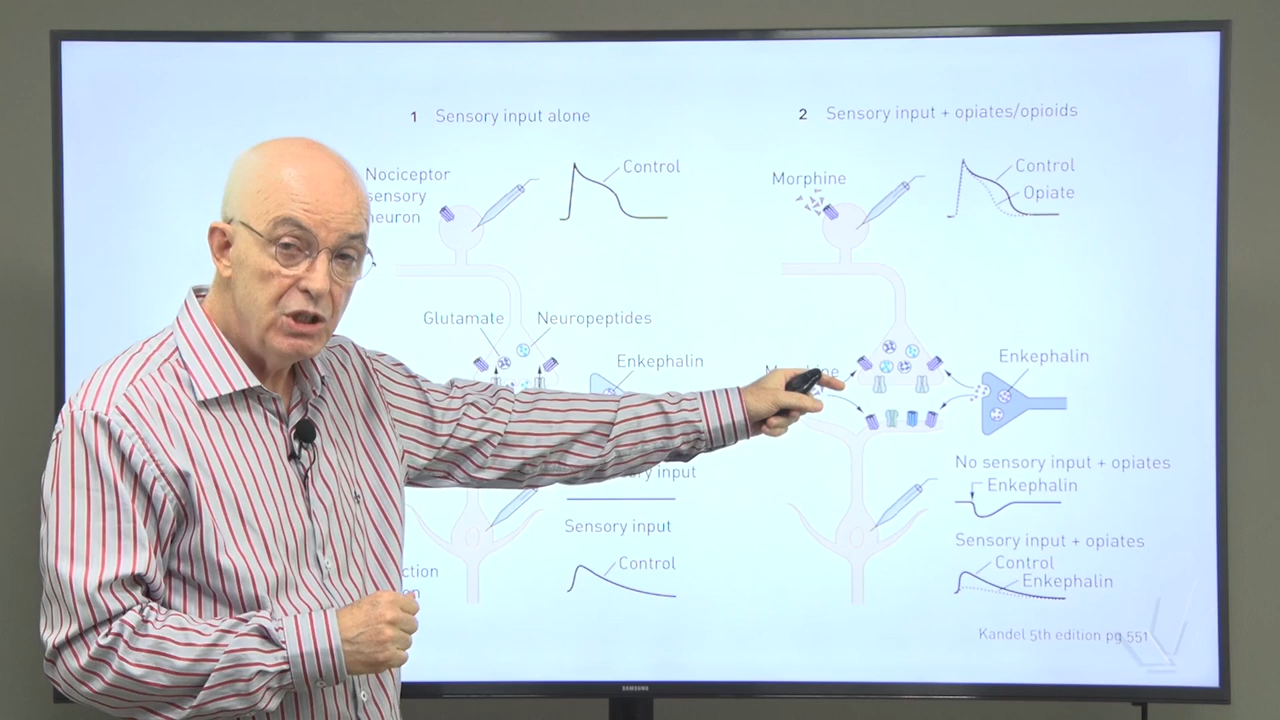 1 Sensory input alone
2 Sensory input + opiates/opioids
Nociceptor
sensory
neuron
Control
Glutamate
Neuropeptides
Enkephalin
input
Sensory input
Control
Morphine
Control
Opiate
Enkephalin
No sensory input + opiates
Enkephalin
Sensory input + opiates
Control
Enkephalin
Kandel 5th edition pg 551
SAMSUNG